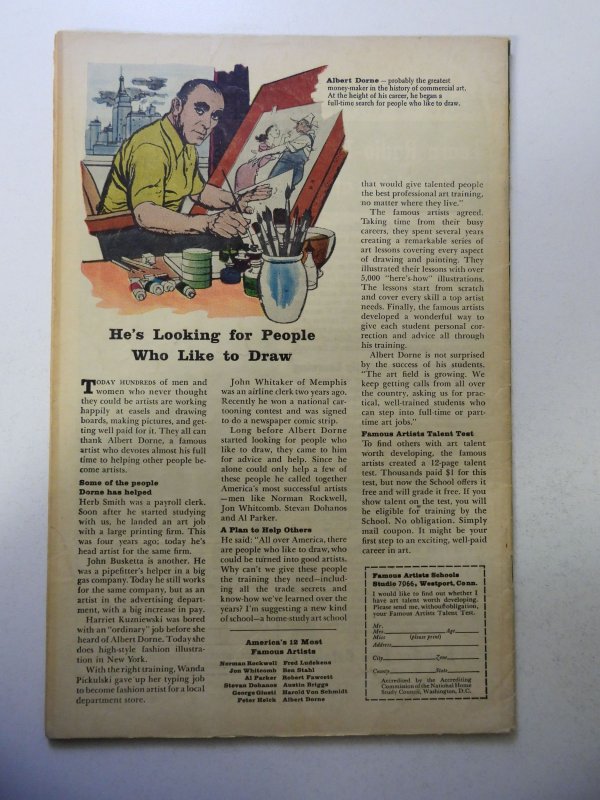 Albert Dorne – probably the greatest
money-maker in the history of commercial art.
At the height of his career, he began a
full-time search for people who like to draw.
He's Looking for People
Who Like to Draw
TODAY HUNDREDS of men and
women who never thought
they could be artists are working
happily at easels and drawing
boards, making pictures, and get-
ting well paid for it. They all can
thank Albert Dorne, a famous
artist who devotes almost his full
time to helping other people be-
come artists.
Some of the people
Dorne has helped
Herb Smith was a payroll clerk.
Soon after he started studying
with us, he landed an art job
with a large printing firm. This
was four years ago; today he's
head artist for the same firm.
John Busketta is another. He
was a pipefitter's helper in a big
gas company. Today he still works
for the same company, but as an
artist in the advertising depart-
ment, with a big increase in pay.
Harriet Kuzniewski was bored
with an "ordinary" job before she
heard of Albert Dorne. Today she
does high-style fashion illustra-
tion in New York.
With the right training, Wanda
Pickulski gave up her typing job
to become fashion artist for a local
department store.
John Whitaker of Memphis
was an airline clerk two years ago.
Recently he won a national car-
tooning contest and was signed
to do a newspaper comic strip.
Long before Albert Dorne
started looking for people who
like to draw, they came to him
for advice and help. Since he
alone could only help a few of
these people he called together
America's most successful artists
—men like Norman Rockwell,
Jon Whitcomb, Stevan Dohanos
and Al Parker.
A Plan to Help Others
He said: "All over America, there
are people who like to draw, who
could be turned into good artists.
Why can't we give these people
the training they need—includ-
ing all the trade secrets and
know-how we've learned over the
years? I'm suggesting a new kind
of school—a home-study art school
America's 12 Most
Famous Artists
Norman Rockwell Fred Ludekens
Jon Whitcomb Ben Stahl
Al Parker Robert Fawcett
Stevan Dohanos Austin Briggs
George Giusti Harold Von Schmidt
Peter Helck Albert Dorne
that would give talented people
the best professional art training,
no matter where they live."
The famous artists agreed.
Taking time from their busy
careers, they spent several years
creating a remarkable series of
art lessons covering every aspect
of drawing and painting. They
illustrated their lessons with over
5,000 "here's-how" illustrations.
The lessons start from scratch
and cover every skill a top artist
needs. Finally, the famous artists
developed a wonderful way to
give each student personal cor-
rection and advice all through
his training.
Albert Dorne is not surprised
by the success of his students.
"The art field is growing. We
keep getting calls from all over
the country, asking us for prac-
tical, well-trained students who
can step into full-time or part-
time art jobs."
Famous Artists Talent Test
To find others with art talent
worth developing, the famous
artists created a 12-page talent
test. Thousands paid $1 for this
test, but now the School offers it
free and will grade it free. If you
show talent on the test, you will
be eligible for training by the
School. No obligation. Simply
mail coupon. It might be your
first step to an exciting, well-paid
career in art.
Famous Artists Schools
Studio 7066, Westport, Conn.
I would like to find out whether I
have art talent worth developing.
Please send me, without obligation,
your Famous Artists Talent Test.
Mr.
Mrs. Age
Miss (please print)
Address
City Zone
County State
Accredited by the Accrediting
Commission of the National Home
Study Council, Washington, D.C.